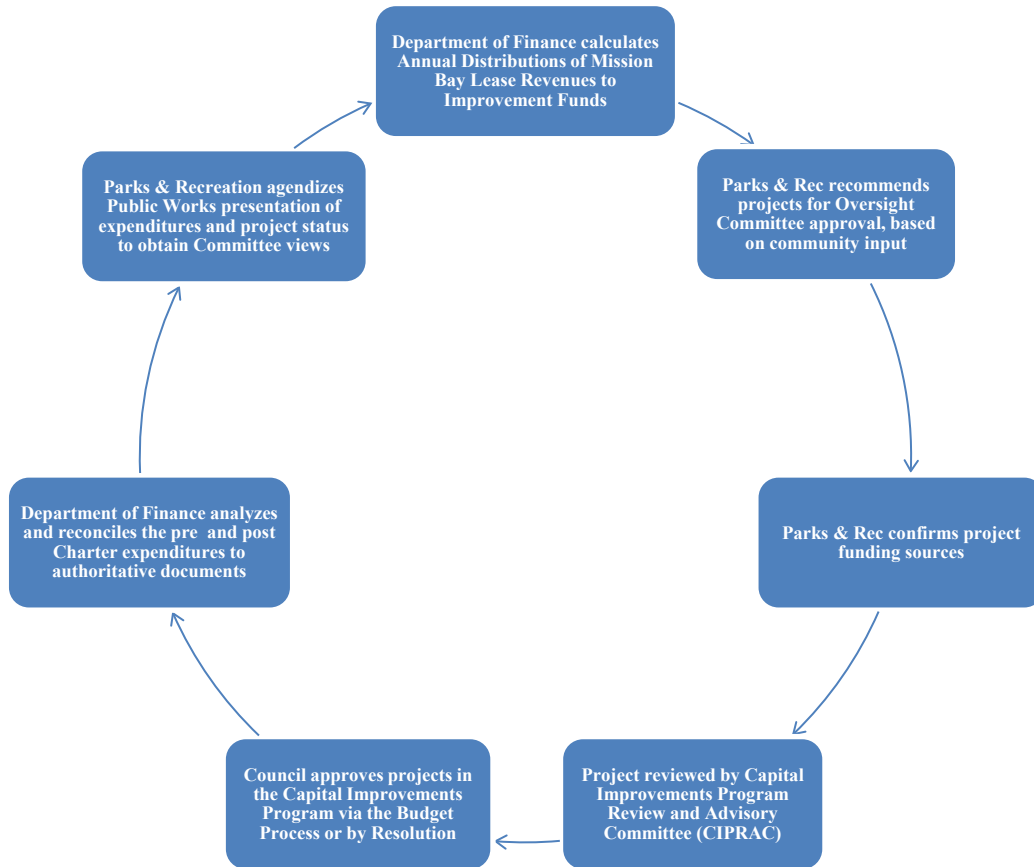 Department of Finance calculates
Annual Distributions of Mission
Bay Lease Revenues to
Improvement Funds
Parks & Rec recommends
projects for Oversight
Committee approval, based
on community input
Parks & Rec confirms project
funding sources
Project reviewed by Capital
Improvements Program
Review and Advisory
Committee (CIPRAC)
Council approves projects in
the Capital Improvements
Program via the Budget
Process or by Resolution
Department of Finance analyzes
and reconciles the pre and post
Charter expenditures to
authoritative documents
Parks & Recreation agendizes
Public Works presentation of
expenditures and project status
to obtain Committee views